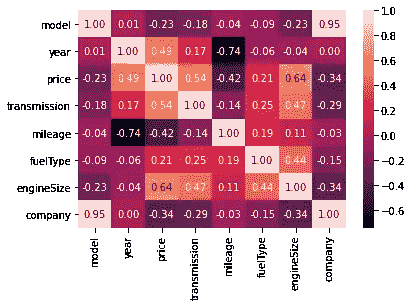 model 1.00 0.01 -0.23 -0.18 -0.04 -0.09 -0.23 0.95
year 0.01 1.00 0.49 0.17 -0.74 -0.06 -0.04 0.00
price -0.23 0.49 1.00 0.54 -0.42 0.21 0.64 -0.34
transmission -0.18 0.17 0.54 1.00 -0.14 0.25 0.47 -0.29
mileage -0.04 -0.74 -0.42 -0.14 1.00 0.19 0.11 -0.03
fuelType -0.09 -0.06 0.21 0.25 0.19 1.00 0.44 -0.15
engineSize -0.23 -0.04 0.64 0.47 0.11 0.44 1.00 -0.34
company 0.95 0.00 -0.34 -0.29 -0.03 -0.15 -0.34 1.00
model year price transmission mileage fuelType engineSize company
1.0
0.8
0.6
0.4
0.2
0.0
-0.2
-0.4
-0.6